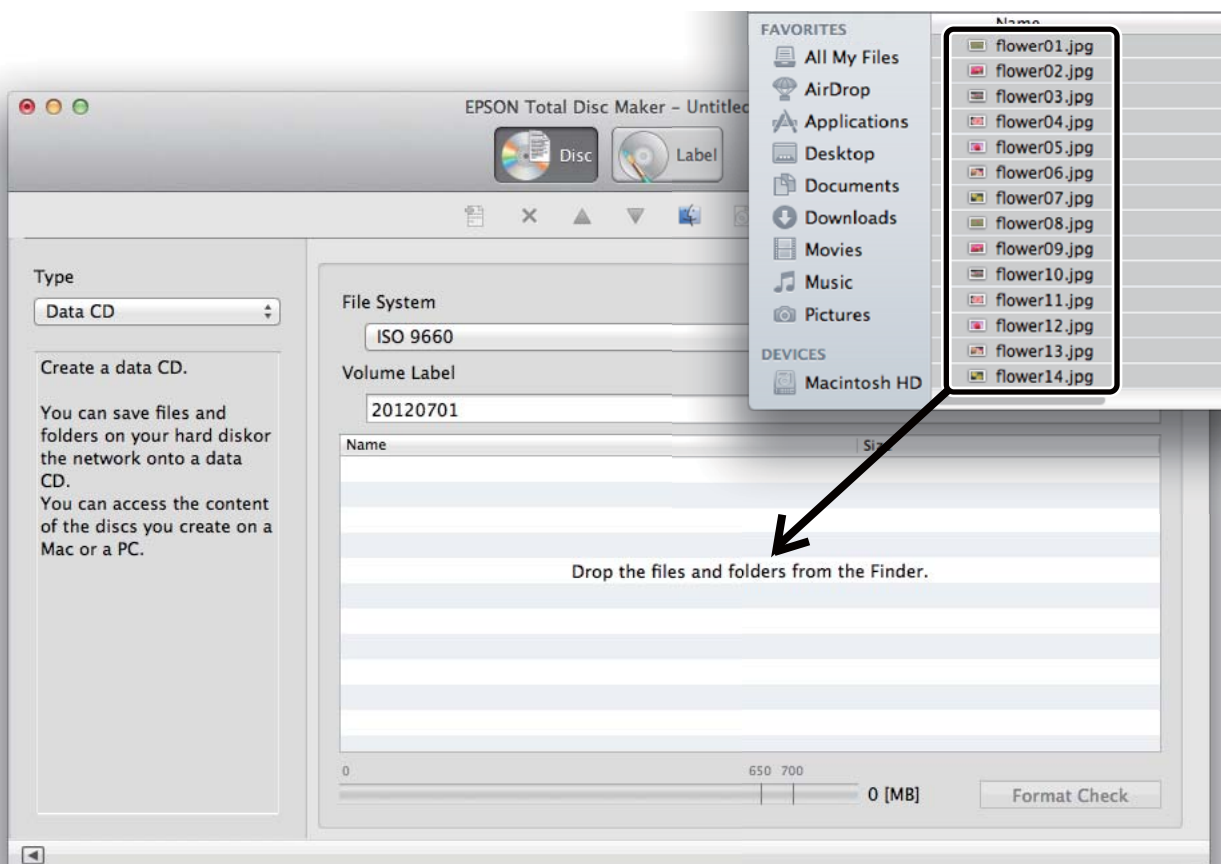 EPSON Total Disc Maker – Untitled
Disc
Label
Type
Data CD
Create a data CD.
You can save files and
folders on your hard diskor
the network onto a data
CD.
You can access the content
of the discs you create on a
Mac or a PC.
File System
ISO 9660
Volume Label
20120701
Name
Size
Drop the files and folders from the Finder.
0
650
700
0 [MB]
Format Check
FAVORITES
All My Files
AirDrop
Applications
Desktop
Documents
Downloads
Movies
Music
Pictures
DEVICES
Macintosh HD
Name
flower01.jpg
flower02.jpg
flower03.jpg
flower04.jpg
flower05.jpg
flower06.jpg
flower07.jpg
flower08.jpg
flower09.jpg
flower10.jpg
flower11.jpg
flower12.jpg
flower13.jpg
flower14.jpg